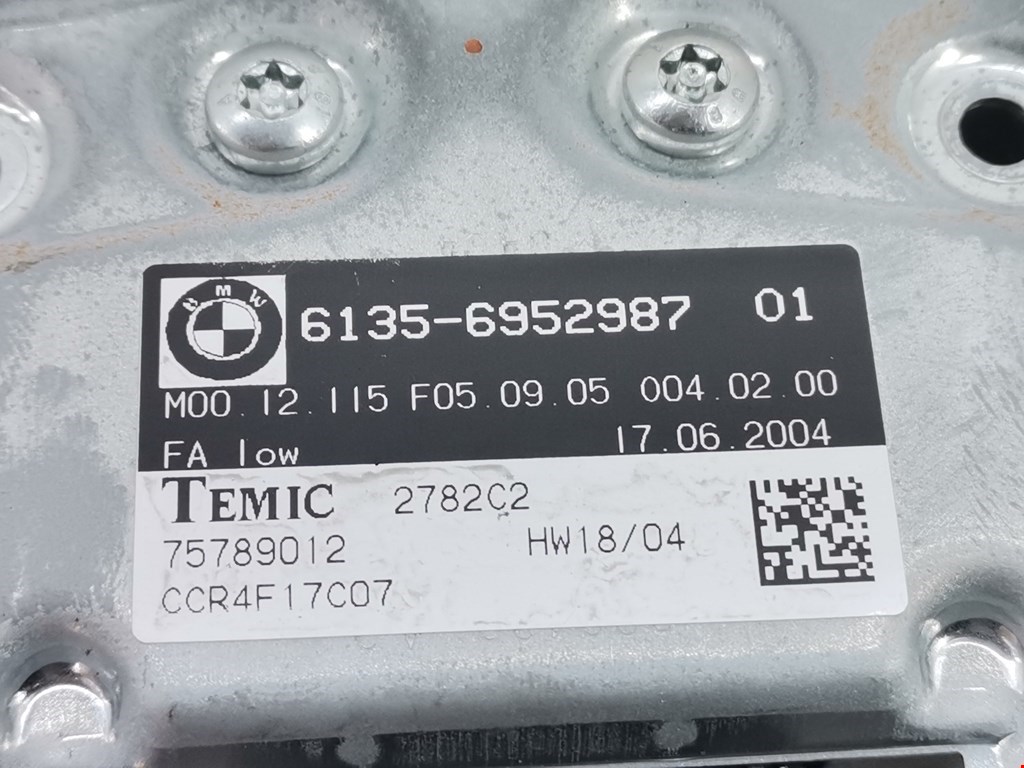 BMW
6135-6952987 01
M00.12.115 F05.09.05 004.02.00
FA low 17.06.2004
TEMIC 2782C2
75789012 HW18/04
CCR4F17C07